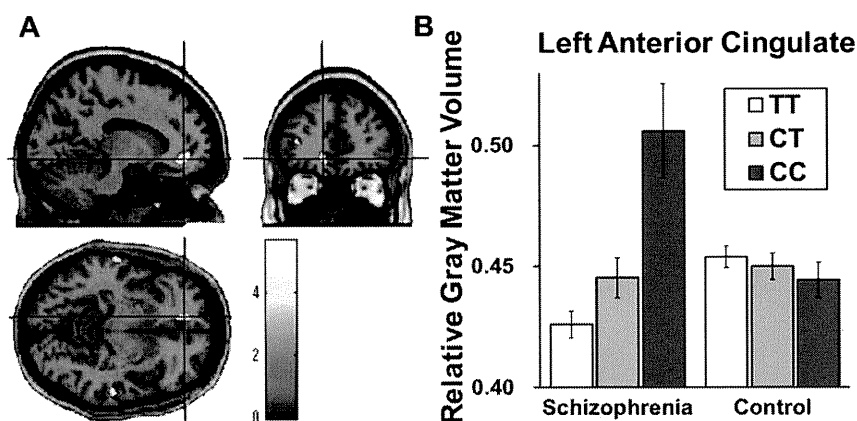 A
4
2
0
B
Left Anterior Cingulate
Relative Gray Matter Volume
0.50
0.45
0.40
TT
CT
CC
Schizophrenia
Control